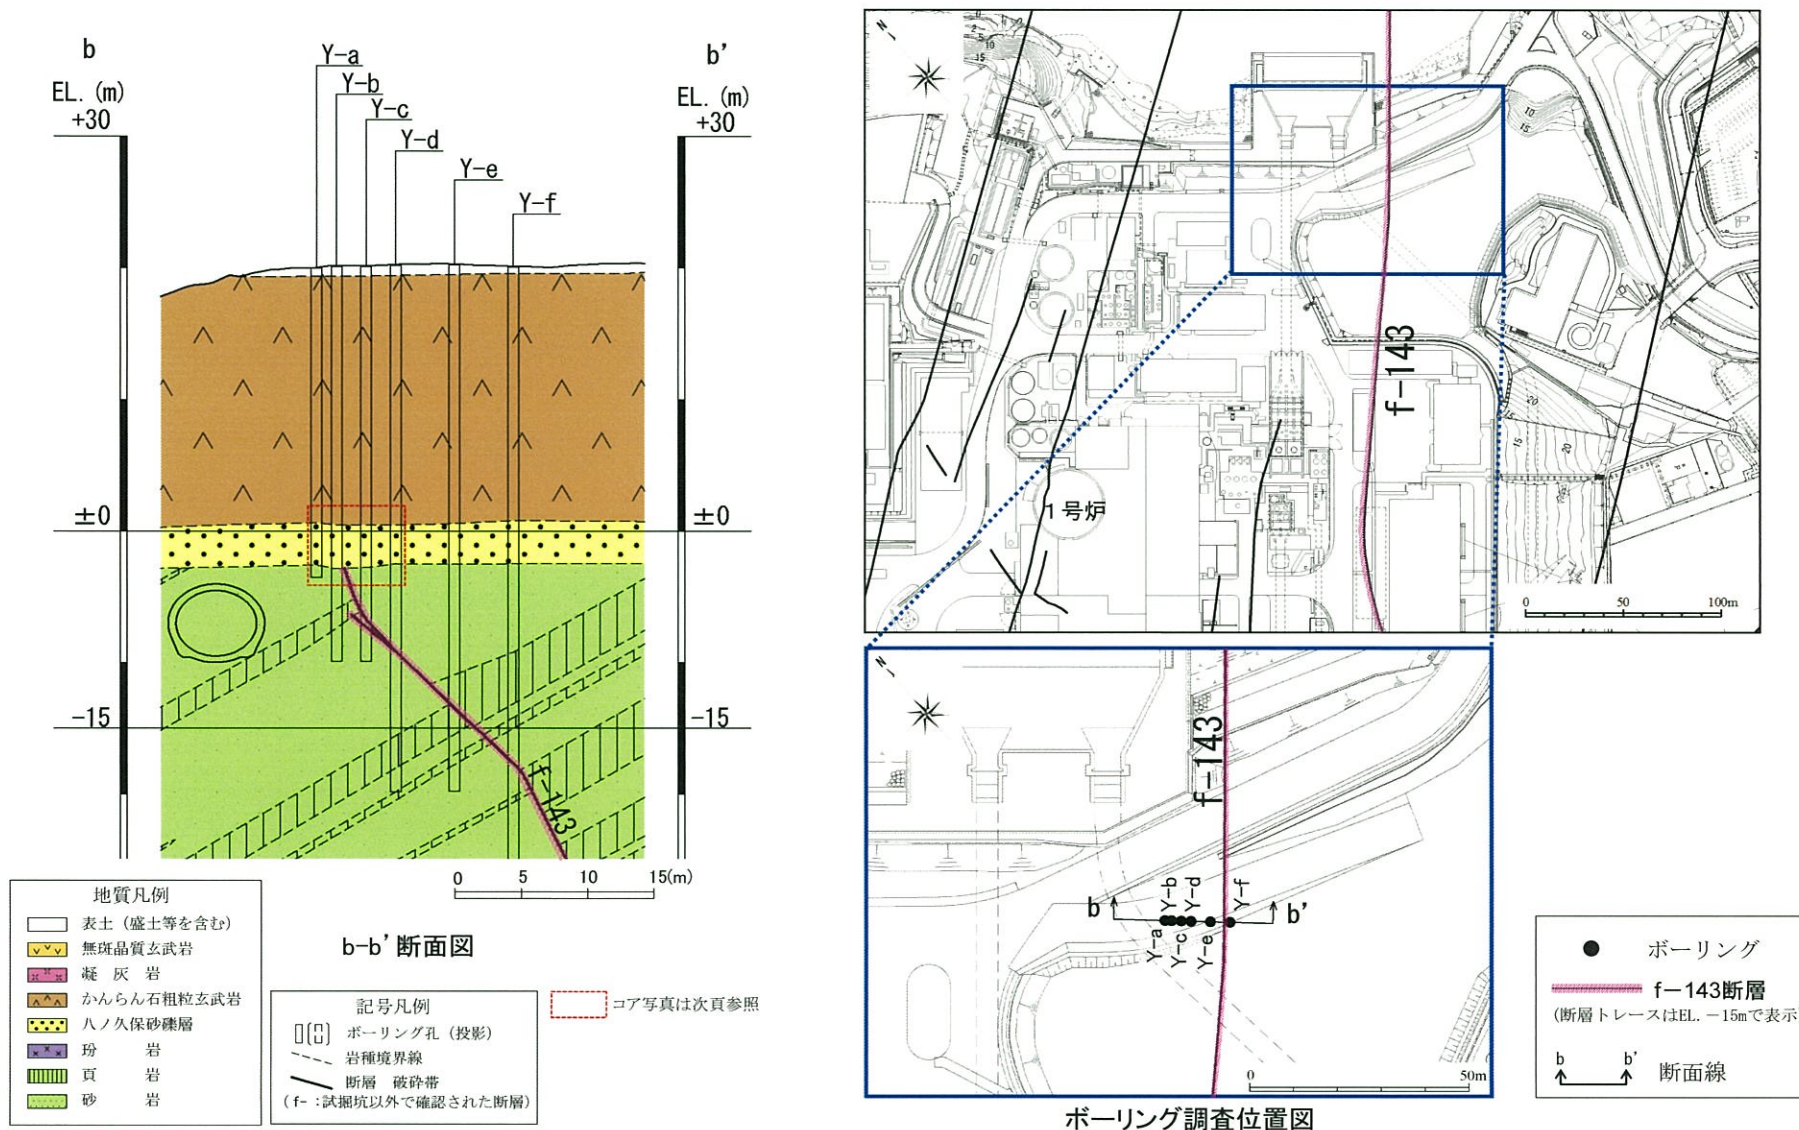 b
b'
EL. (m)
+30
EL. (m)
+30
Y-a
Y-b
Y-c
Y-d
Y-e
Y-f
±0
±0
-15
-15
f-143
0 5 10 15(m)
b-b' 断面図
地質凡例
表土 (盛土等を含む)
無斑晶質玄武岩
凝 灰 岩
かんらん石粗粒玄武岩
八ノ久保砂礫層
玢 岩
頁 岩
砂 岩
記号凡例
ボーリング孔 (投影)
岩種境界線
断層 破砕帯
(f- :試掘坑以外で確認された断層)
コア写真は次頁参照
N
10
15
10
15
f-143
1号炉
20
15
15
20
0 50 100m
N
f-143
b
b'
Y-a
Y-b
Y-c
Y-d
Y-e
Y-f
0 50m
ボーリング調査位置図
ボーリング
f-143断層
(断層トレースはEL. -15mで表示
b b'
断面線